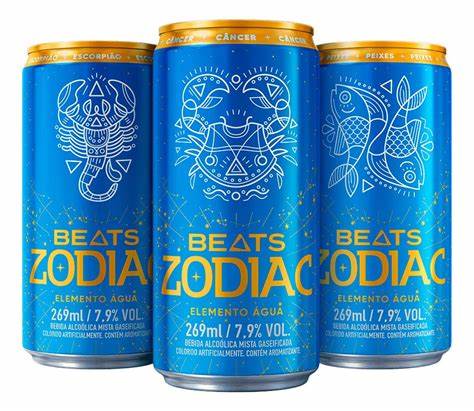 ESCORPIÃO + ESCOR
+ CÂNCER + CÂNCER + CÂNCER +
+ PEIXES + PEIXES
BEATS
ZODIAC
ELEMENTO ÁGUA
269ml / 7,9% VOL.
BEBIDA ALCOÓLICA MISTA GASEIFICADA
COLORIDO ARTIFICIALMENTE. CONTÉM AROMATIZANTE.
BEATS
ZODIAC
ELEMENTO ÁGUA
269ml / 7,9% VOL.
BEBIDA ALCOÓLICA MISTA GASEIFICADA
COLORIDO ARTIFICIALMENTE. CONTÉM AROMATIZANTE.
BEATS
ZODIAC
ELEMENTO ÁGUA
269ml / 7,9% VOL.
BEBIDA ALCOÓLICA MISTA GASEIFICADA
COLORIDO ARTIFICIALMENTE. CONTÉM AROMATIZANTE.